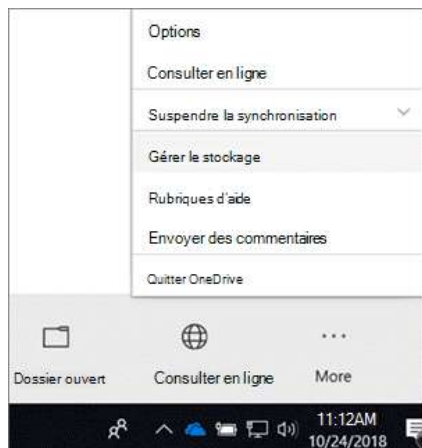 Options
Consulter en ligne
Suspendre la synchronisation
Gérer le stockage
Rubriques d'aide
Envoyer des commentaires
Quitter OneDrive
Dossier ouvert
Consulter en ligne
More
11:12AM
10/24/2018